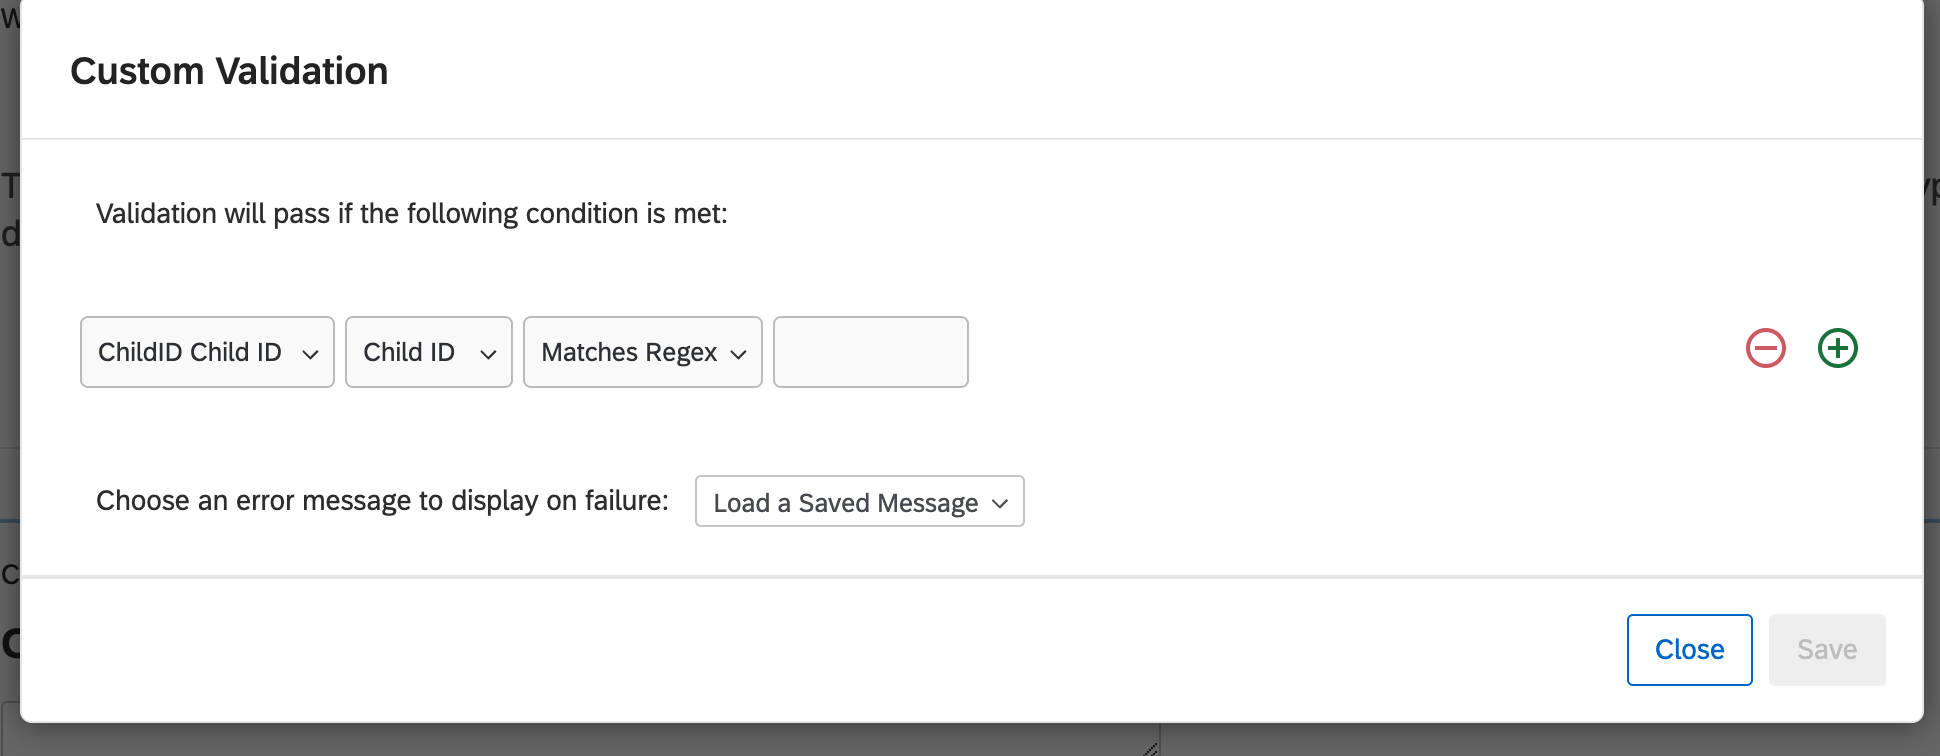 Custom Validation
Validation will pass if the following condition is met:
ChildID Child ID Child ID Matches Regex
Choose an error message to display on failure: Load a Saved Message
Close Save